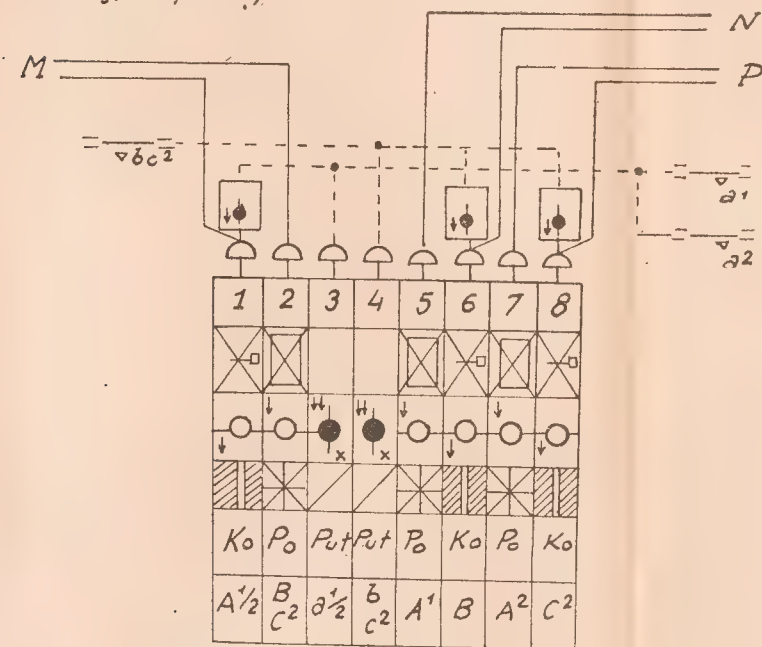 N
M
P
bc²
a¹
a²
1 2 3 4 5 6 7 8
x x
Ko Po Put Put Po Ko Po Ko
A½ B C² a½ b c² A¹ B A² C²